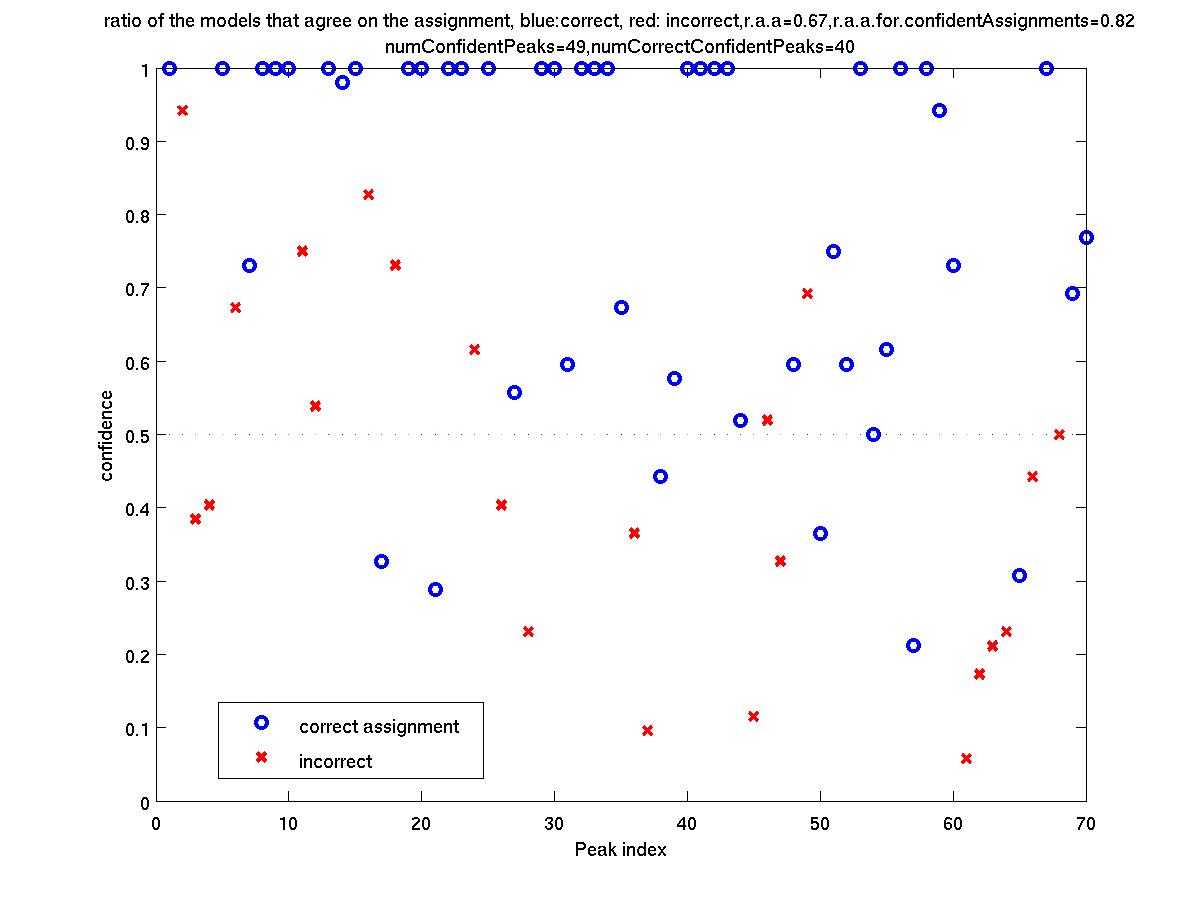 ratio of the models that agree on the assignment, blue:correct, red: incorrect,r.a.a=0.67,r.a.a.for.confidentAssignments=0.82
numConfidentPeaks=49,numCorrectConfidentPeaks=40
1
0.9
0.8
0.7
0.6
0.5
0.4
0.3
0.2
0.1
0
confidence
correct assignment
incorrect
0 10 20 30 40 50 60 70
Peak index